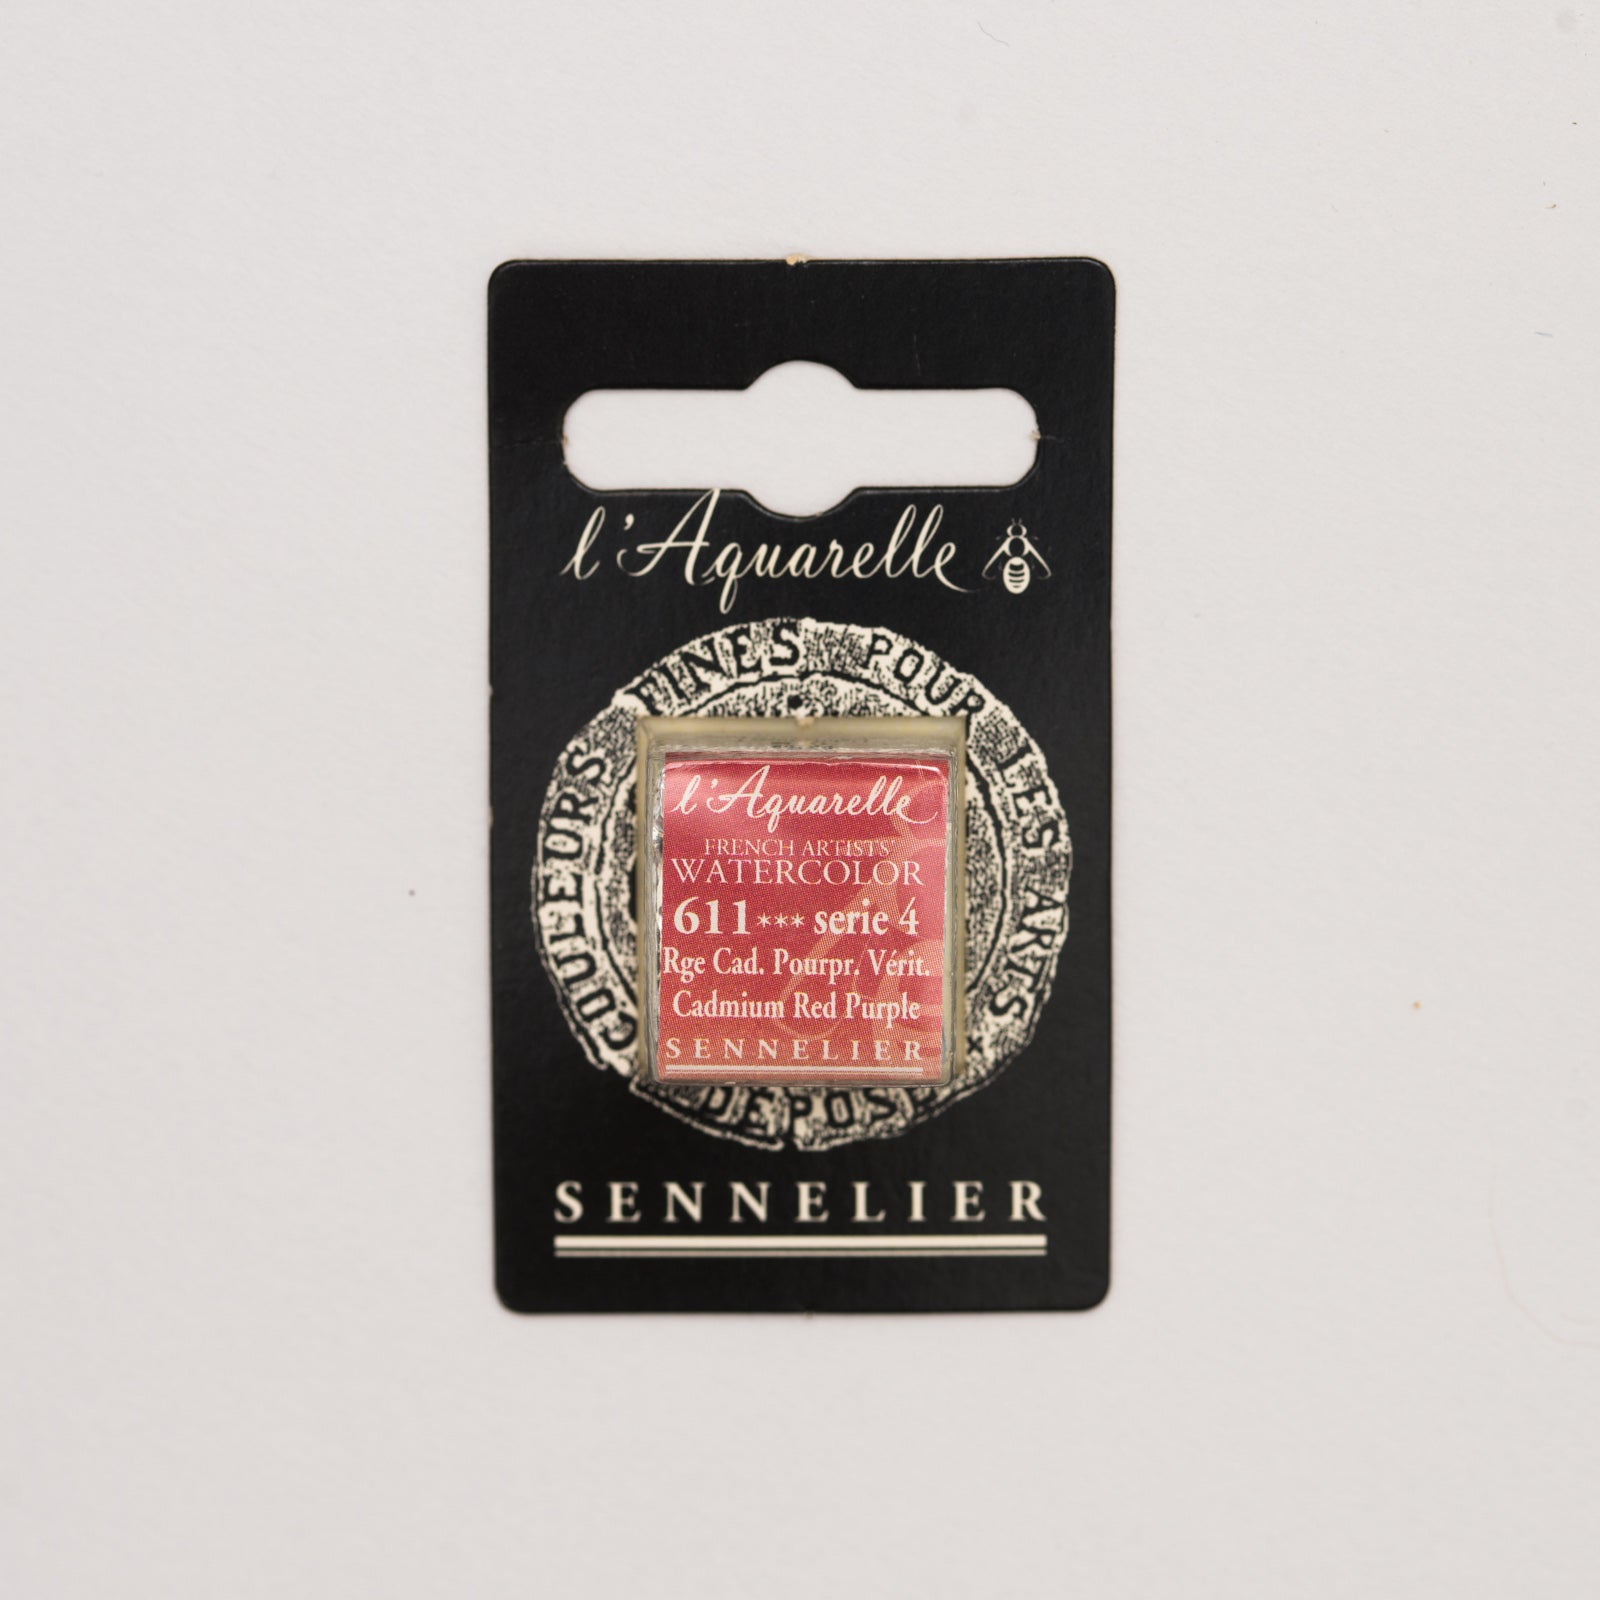 l'Aquarelle
COULEURS FINES POUR LES ARTS
l'Aquarelle
FRENCH ARTISTS'
WATERCOLOR
611*** serie 4
Rge Cad. Pourpr. Vérit.
Cadmium Red Purple
SENNELIER
DÉPOSÉ
SENNELIER